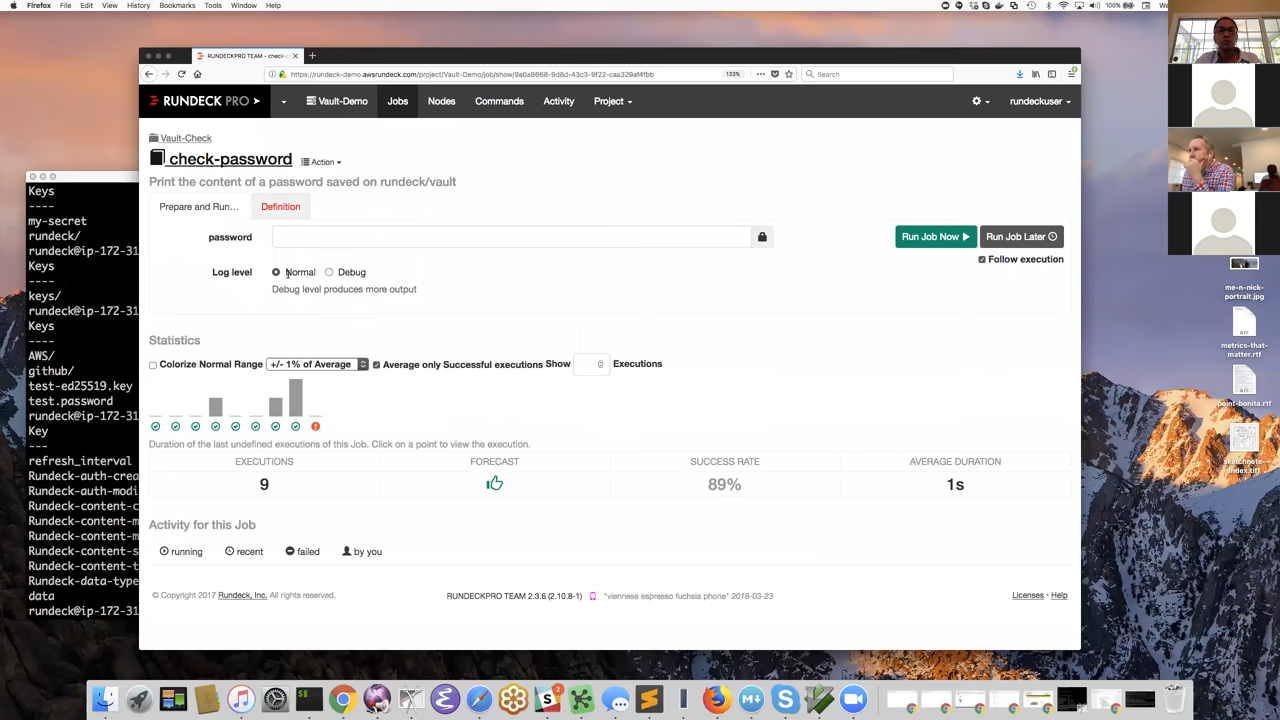 Firefox File Edit View History Bookmarks Tools Window Help
100%
RUNDECKPRO TEAM - check-
https://rundeck-demo.awsrundeck.com/project/Vault-Demo/job/show/9a0a8668-9d8d-43c3-9f22-caa329af4fbb
133%
Search
RUNDECK PRO
Vault-Demo
Jobs
Nodes
Commands
Activity
Project
rundeckuser
Vault-Check
check-password
Action
Print the content of a password saved on rundeck/vault
Prepare and Run...
Definition
password
Run Job Now
Run Job Later
Follow execution
Log level
Normal
Debug
Debug level produces more output
Statistics
Colorize Normal Range
+/- 1% of Average
Average only Successful executions Show
Executions
Duration of the last undefined executions of this Job. Click on a point to view the execution.
EXECUTIONS
FORECAST
SUCCESS RATE
AVERAGE DURATION
9
89%
1s
Activity for this Job
running
recent
failed
by you
© Copyright 2017 Rundeck, Inc. All rights reserved.
RUNDECKPRO TEAM 2.3.6 (2.10.8-1)
"viennese espresso fuchsia phone" 2018-03-23
Licenses - Help
Keys
----
my-secret
rundeck/
rundeck@ip-172-31
Keys
----
keys/
rundeck@ip-172-31
Keys
----
AWS/
github/
test-ed25519.key
test.password
rundeck@ip-172-31
Key
---
refresh_interval
Rundeck-auth-crea
Rundeck-auth-modi
Rundeck-content-c
Rundeck-content-m
Rundeck-content-m
Rundeck-content-s
Rundeck-content-t
Rundeck-data-type
data
rundeck@ip-172-31
me-n-nick-
portrait.jpg
metrics-that-
matter.rtf
point-bonita.rtf
sketchnote-
index.tiff